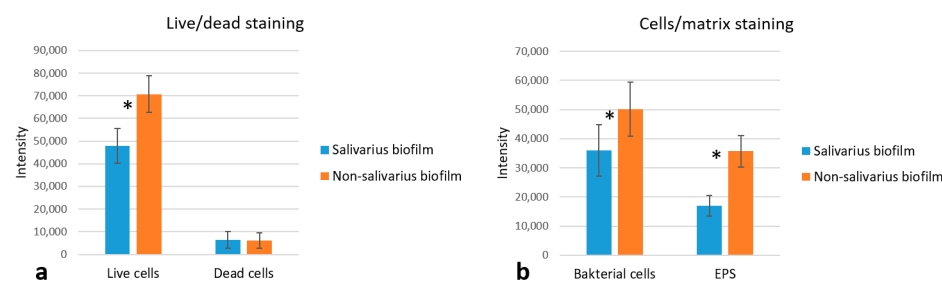 Live/dead staining
90,000
80,000
70,000
60,000
50,000
40,000
30,000
20,000
10,000
0
Intensity
*
Live cells
Dead cells
Salivarius biofilm
Non-salivarius biofilm
a
Cells/matrix staining
70,000
60,000
50,000
40,000
30,000
20,000
10,000
0
Intensity
*
*
Bakterial cells
EPS
Salivarius biofilm
Non-salivarius biofilm
b